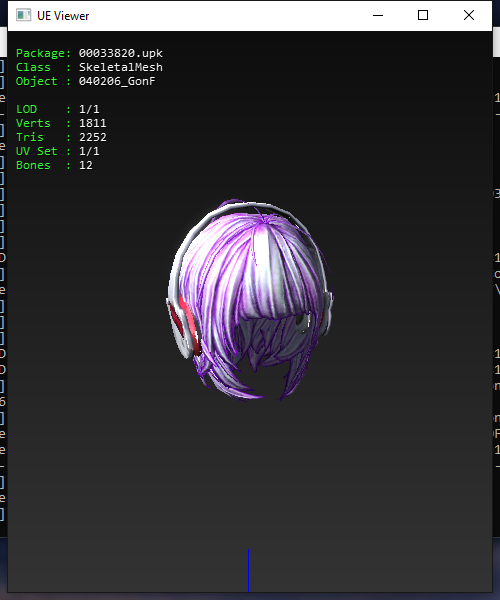 UE Viewer
Package: 00033820.upk
Class : SkeletalMesh
Object : 040206_GonF
LOD : 1/1
Verts : 1811
Tris : 2252
UV Set : 1/1
Bones : 12